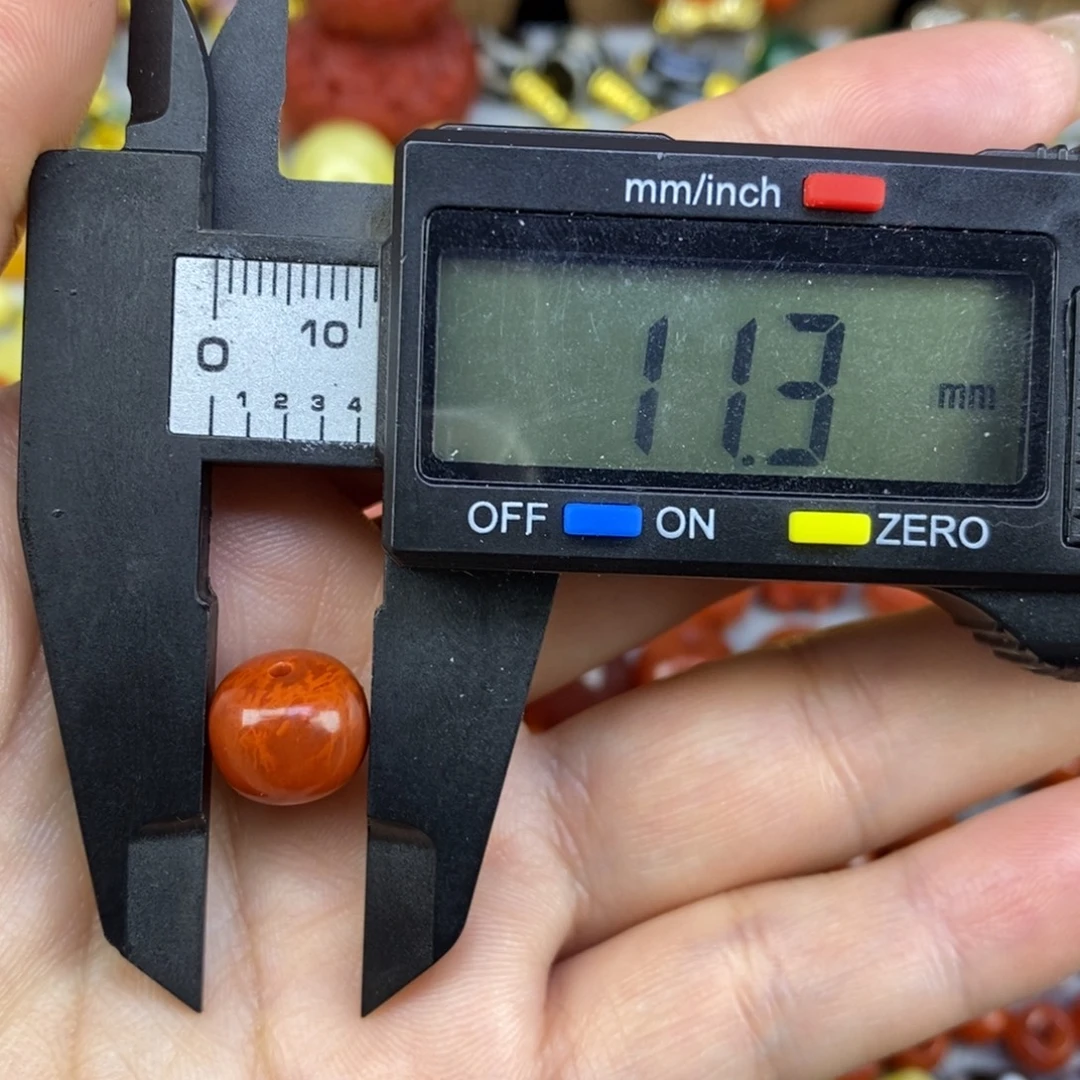 mm/inch
0 10
1 2 3 4
11.3 mm
OFF ON ZERO